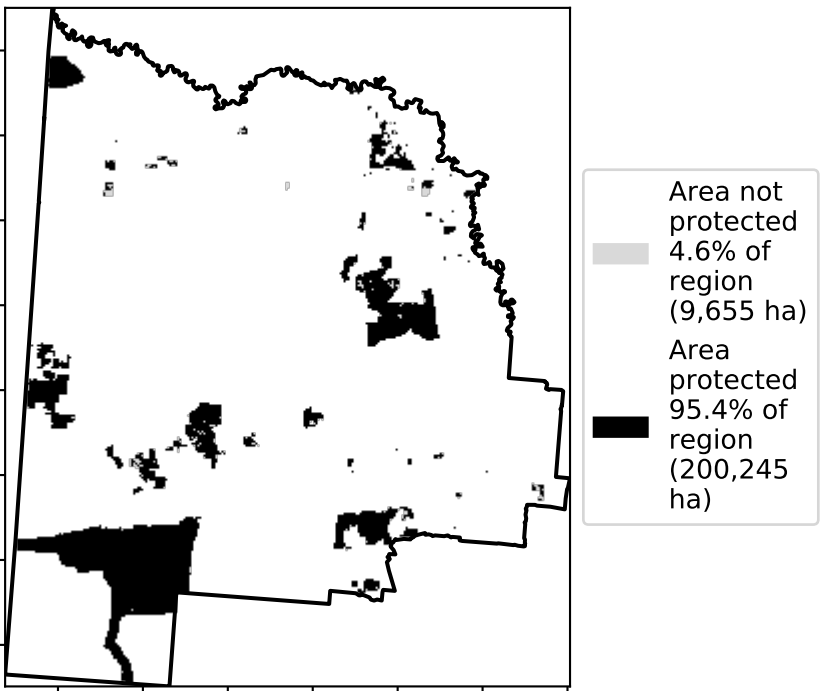 Area not
protected
4.6% of
region
(9,655 ha)
Area
protected
95.4% of
region
(200,245
ha)